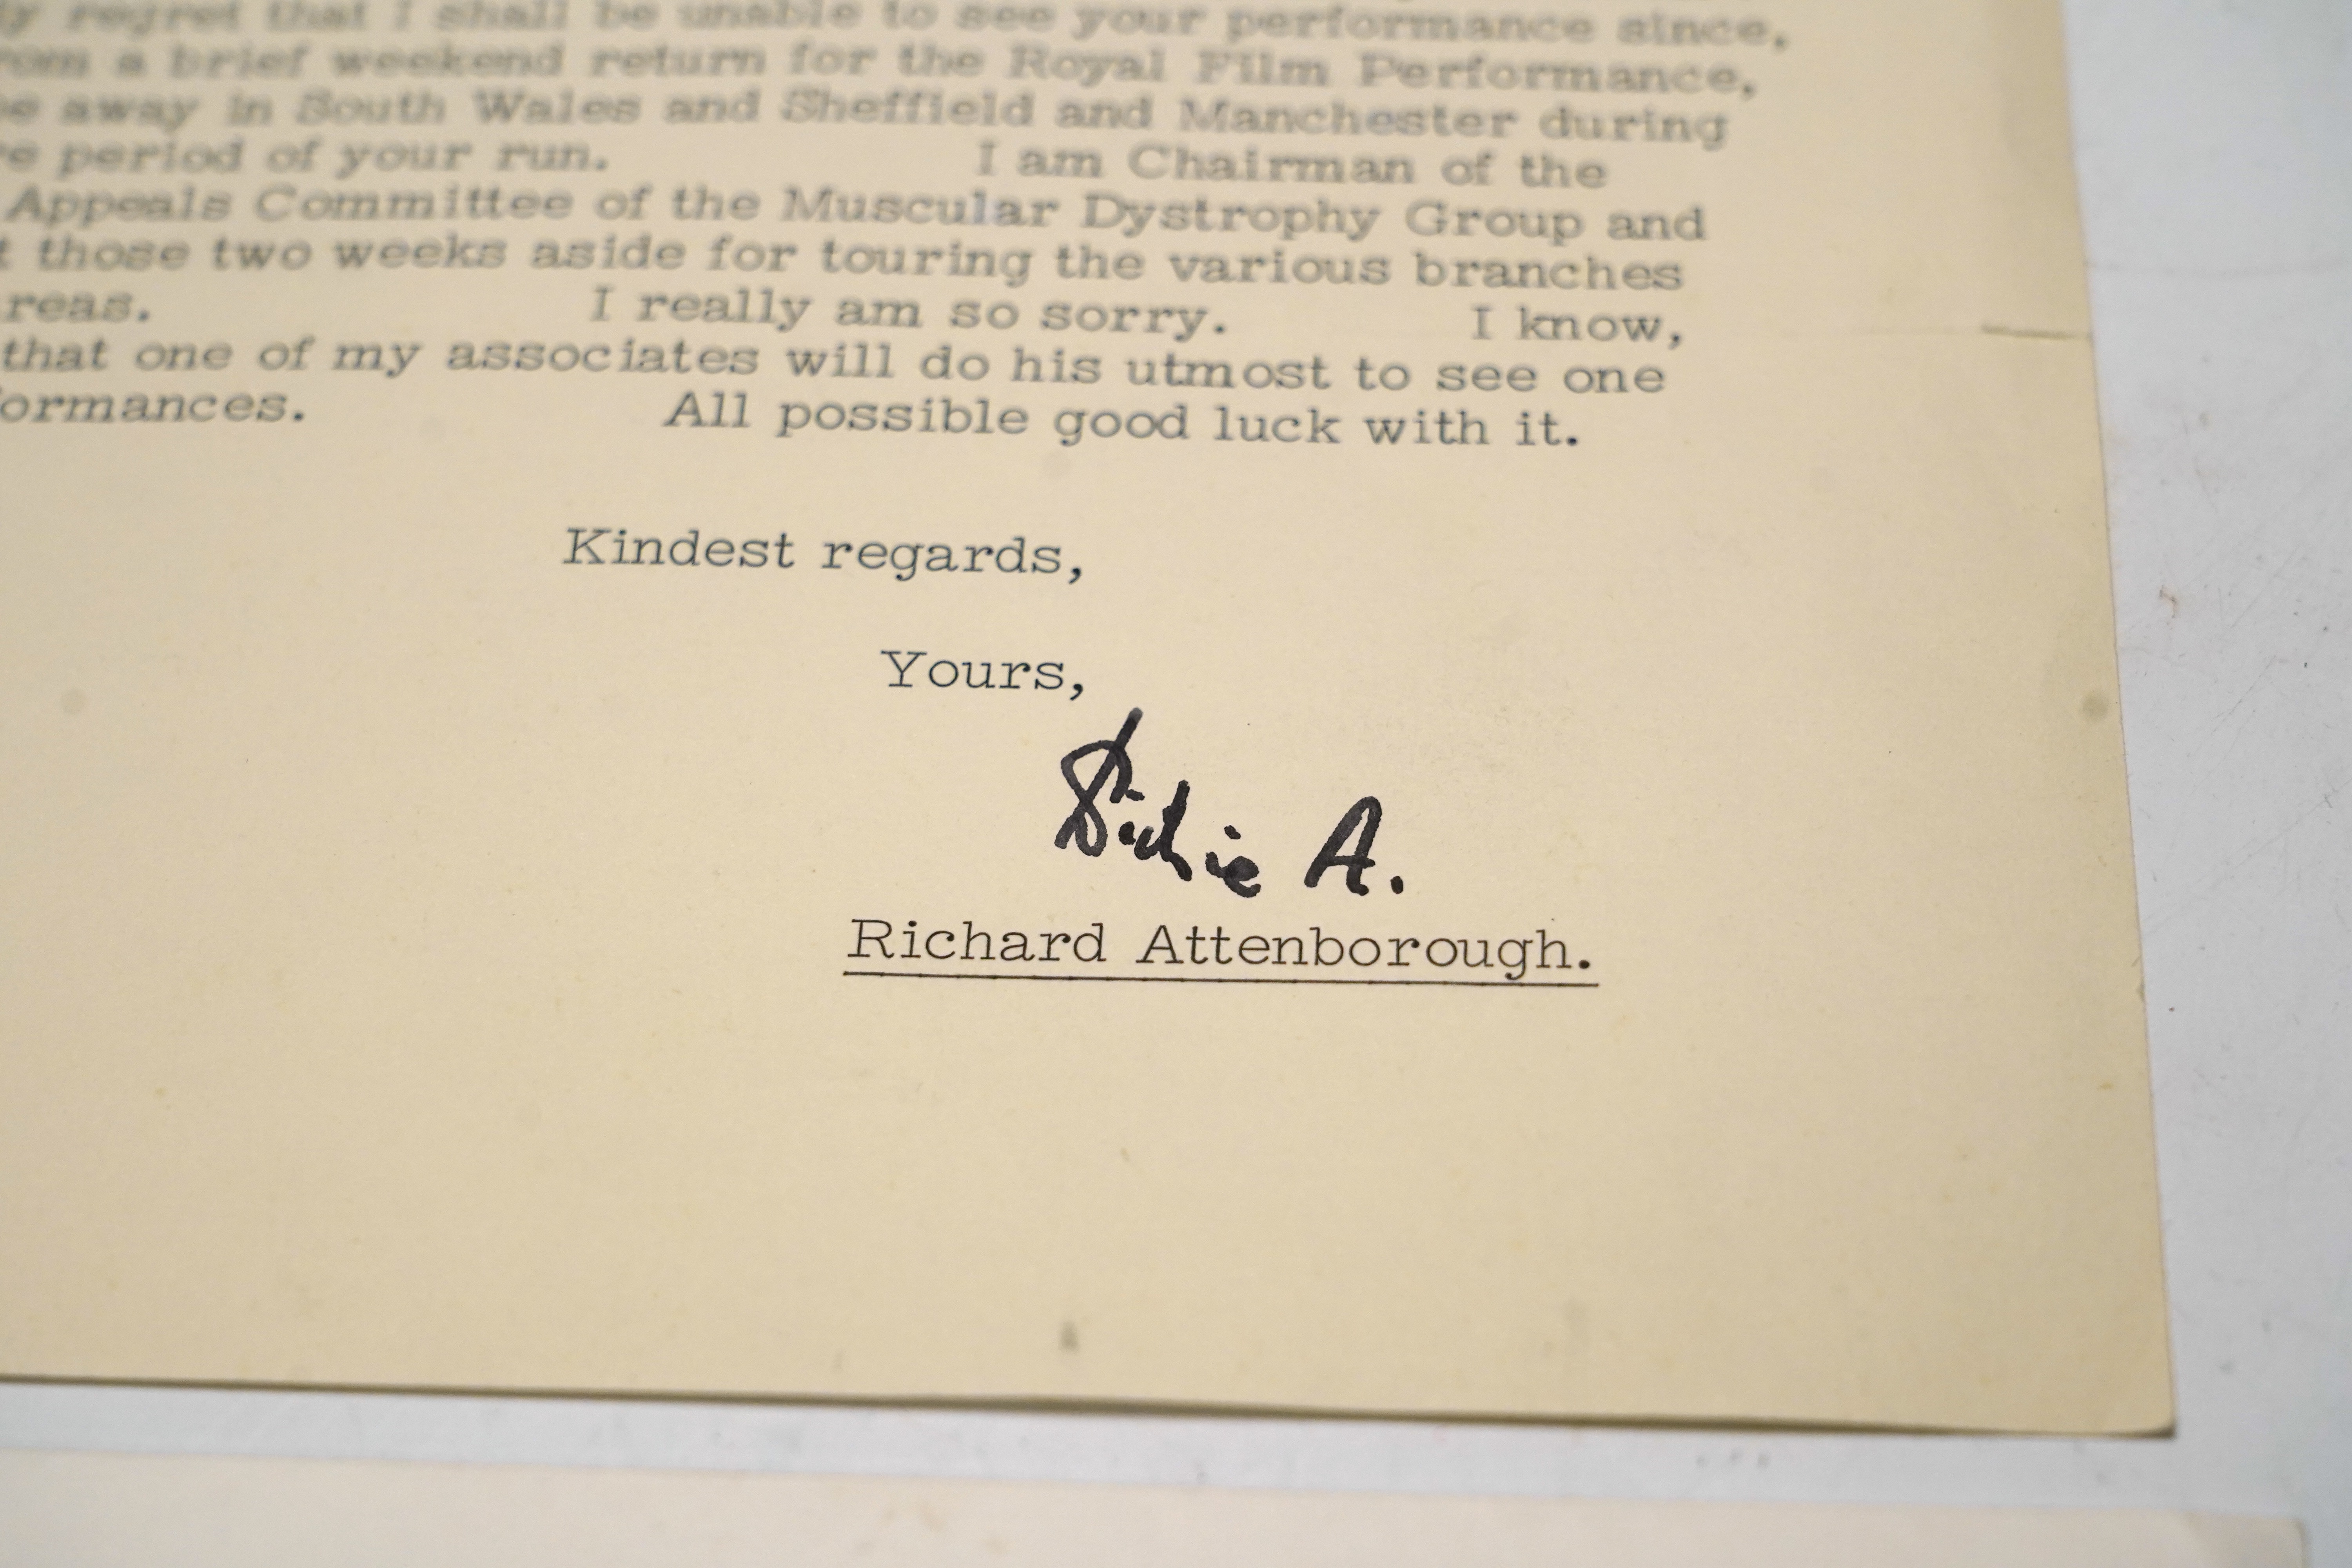 regret that I shall be unable to see your performance since,
a brief weekend return for the Royal Film Performance,
away in South Wales and Sheffield and Manchester during
period of your run. I am Chairman of the
Appeals Committee of the Muscular Dystrophy Group and
those two weeks aside for touring the various branches
reas. I really am so sorry. I know,
that one of my associates will do his utmost to see one
ormances. All possible good luck with it.
Kindest regards,
Yours,
Dickie A.
Richard Attenborough.